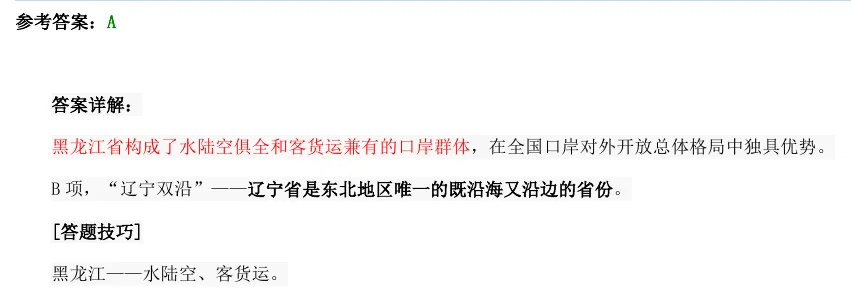 参考答案：A
答案详解：
黑龙江省构成了水陆空俱全和客货运兼有的口岸群体，在全国口岸对外开放总体格局中独具优势。
B 项，“辽宁双沿”——辽宁省是东北地区唯一的既沿海又沿边的省份。
[答题技巧]
黑龙江——水陆空、客货运。